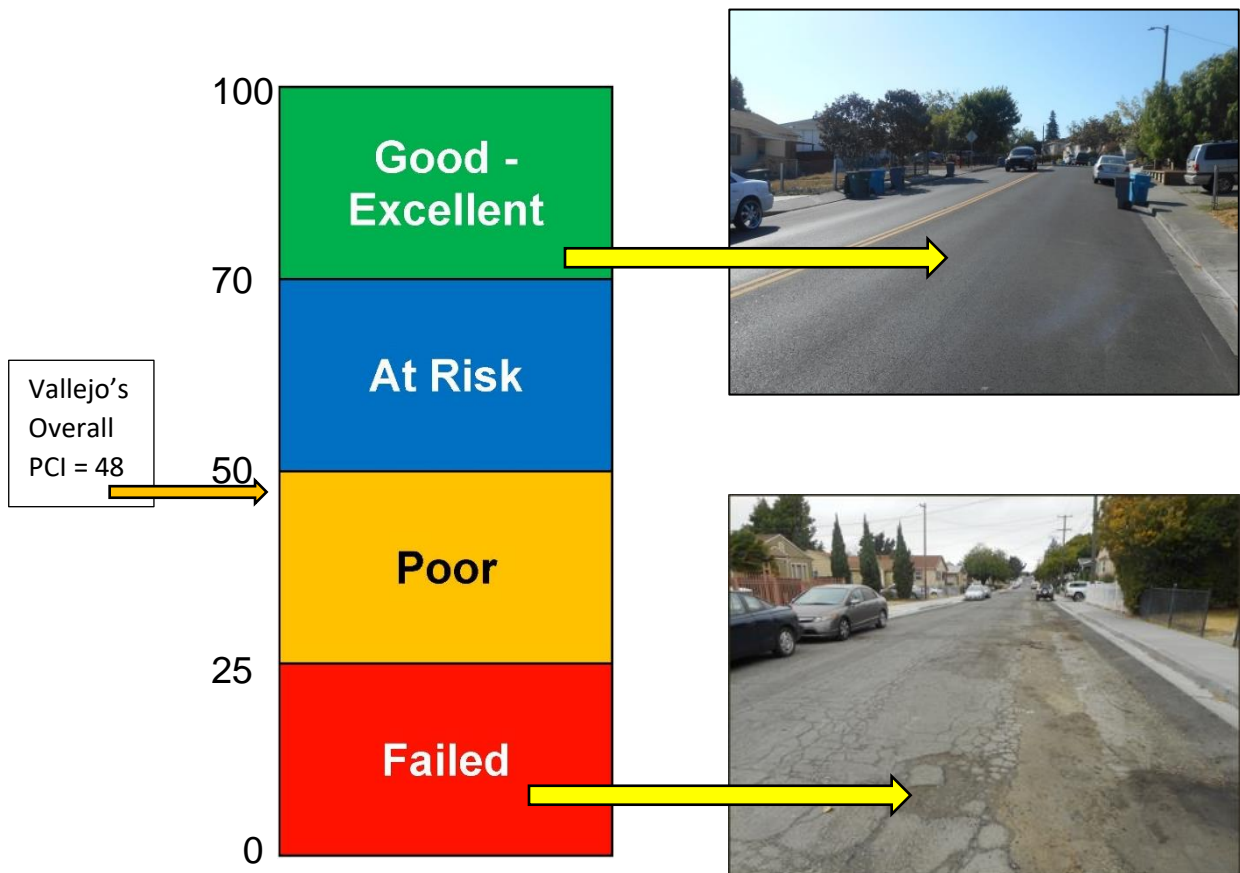 100
Good -
Excellent
70
At Risk
Vallejo’s
Overall
PCI = 48
50
Poor
25
Failed
0